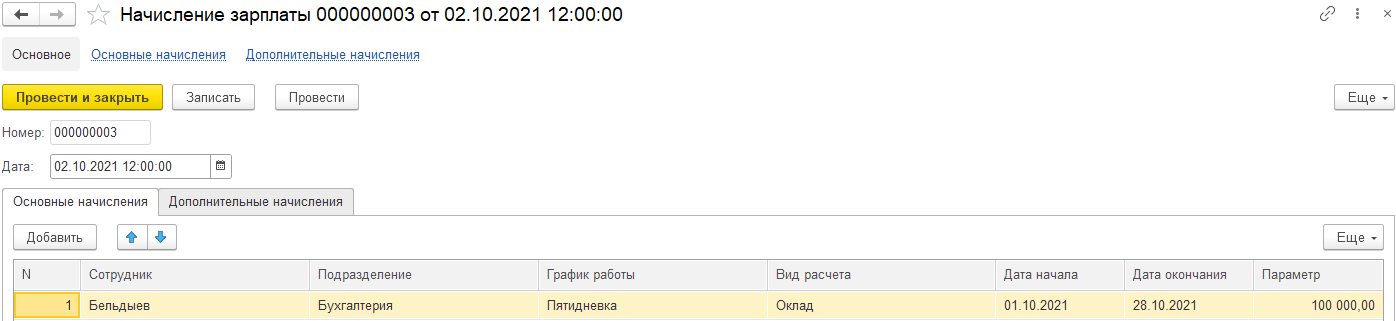 Начисление зарплаты 000000003 от 02.10.2021 12:00:00
Основное Основные начисления Дополнительные начисления
Провести и закрыть Записать Провести Еще
Номер: 000000003
Дата: 02.10.2021 12:00:00
Основные начисления Дополнительные начисления
Добавить Еще
N Сотрудник Подразделение График работы Вид расчета Дата начала Дата окончания Параметр
1 Бельдыев Бухгалтерия Пятидневка Оклад 01.10.2021 28.10.2021 100 000,00